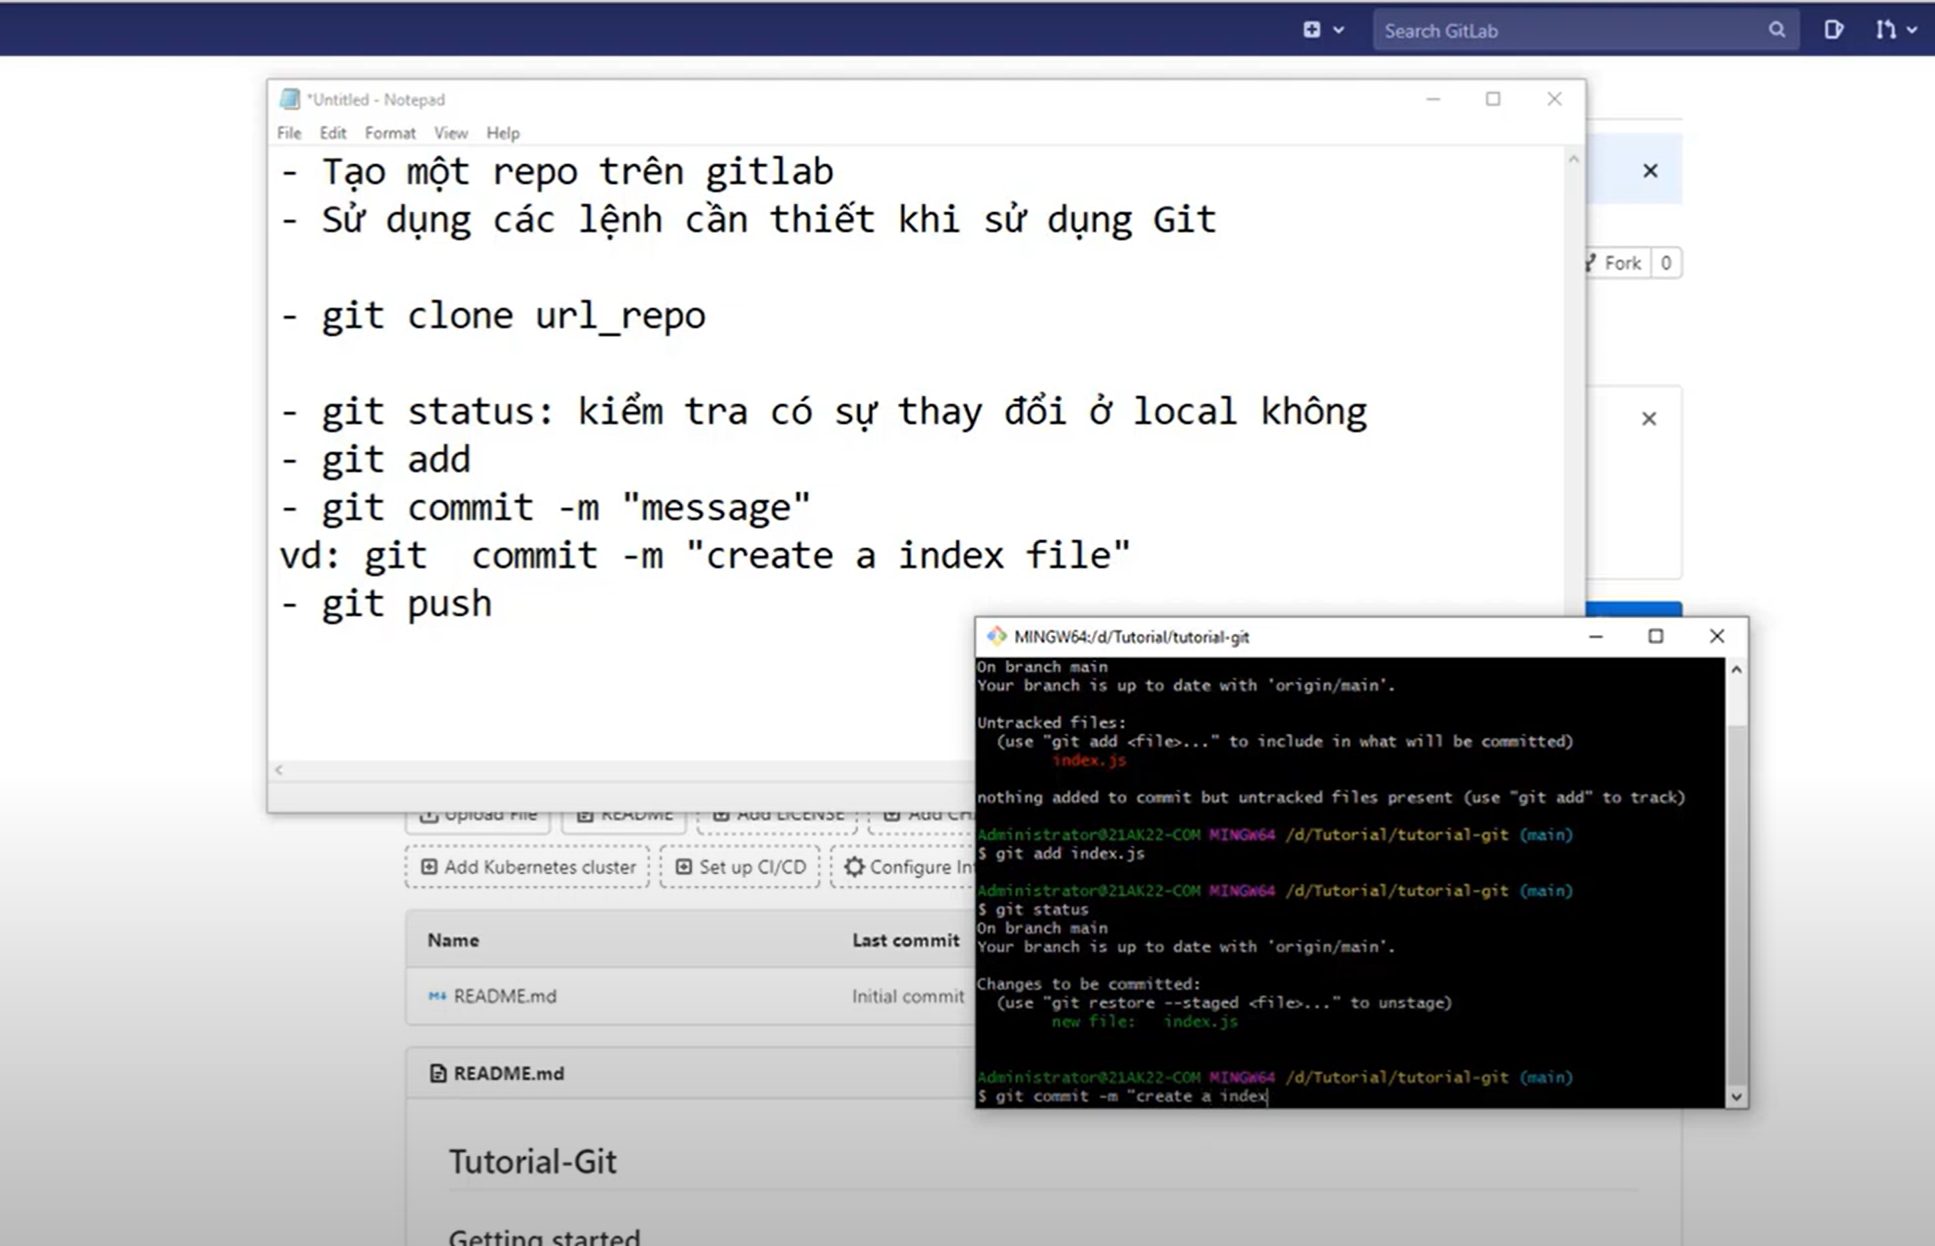 Search GitLab
*Untitled - Notepad
File Edit Format View Help
- Tạo một repo trên gitlab
- Sử dụng các lệnh cần thiết khi sử dụng Git
- git clone url_repo
- git status: kiểm tra có sự thay đổi ở local không
- git add
- git commit -m "message"
vd: git  commit -m "create a index file"
- git push
Fork 0
MINGW64:/d/Tutorial/tutorial-git
On branch main
Your branch is up to date with 'origin/main'.
Untracked files:
(use "git add <file>..." to include in what will be committed)
index.js
nothing added to commit but untracked files present (use "git add" to track)
Administrator@21AK22-COM MINGW64 /d/Tutorial/tutorial-git (main)
$ git add index.js
Administrator@21AK22-COM MINGW64 /d/Tutorial/tutorial-git (main)
$ git status
On branch main
Your branch is up to date with 'origin/main'.
Changes to be committed:
(use "git restore --staged <file>..." to unstage)
new file:   index.js
Administrator@21AK22-COM MINGW64 /d/Tutorial/tutorial-git (main)
$ git commit -m "create a index
Upload File README Add LICENSE Add
Add Kubernetes cluster Set up CI/CD Configure
Name Last commit
README.md Initial commit
README.md
Tutorial-Git
Getting started